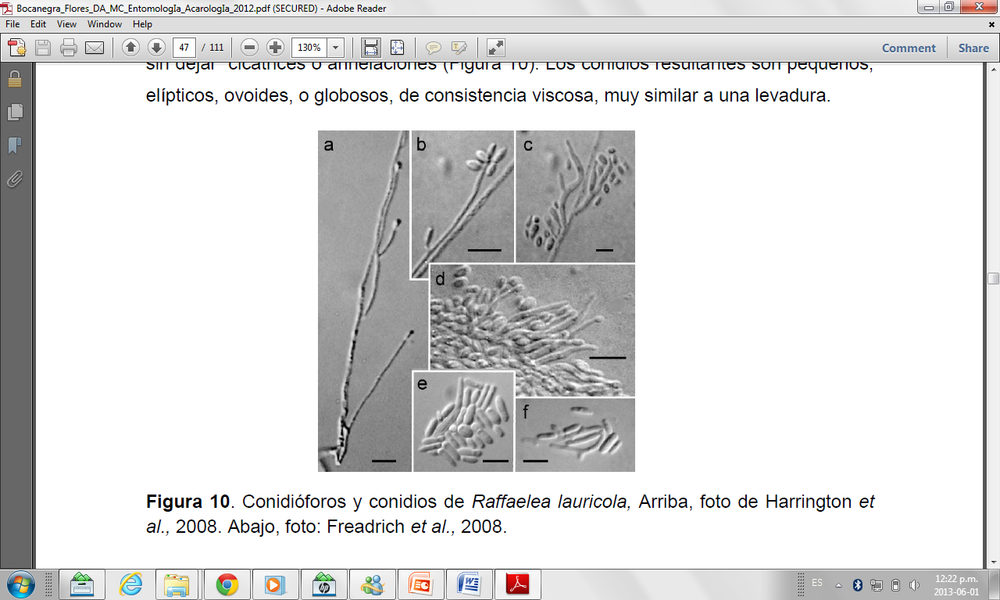 Bocanegra_Flores_DA_MC_EntomologIa_AcarologIa_2012.pdf (SECURED) - Adobe Reader
File Edit View Window Help
47 / 111 130% Comment Share
sin dejar cicatrices o annelaciones (Figura 10). Los conidios resultantes son pequeños,
elípticos, ovoides, o globosos, de consistencia viscosa, muy similar a una levadura.
a b c
d
e f
Figura 10. Conidióforos y conidios de Raffaelea lauricola, Arriba, foto de Harrington et
al., 2008. Abajo, foto: Freadrich et al., 2008.
ES 12:22 p.m.
2013-06-01